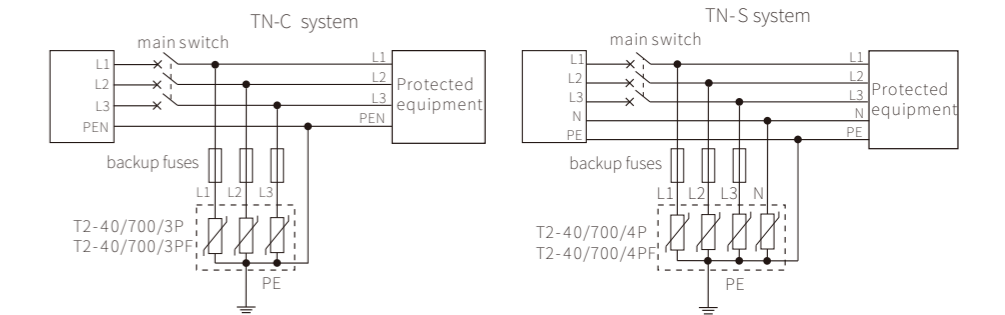 TN-C system
main switch
L1
L2
L3
PEN
L1
L2
L3
PEN
Protected
equipment
backup fuses
L1 L2 L3
T2-40/700/3P
T2-40/700/3PF
PE
TN-S system
main switch
L1
L2
L3
N
PE
L1
L2
L3
N
PE
Protected
equipment
backup fuses
L1 L2 L3 N
T2-40/700/4P
T2-40/700/4PF
PE